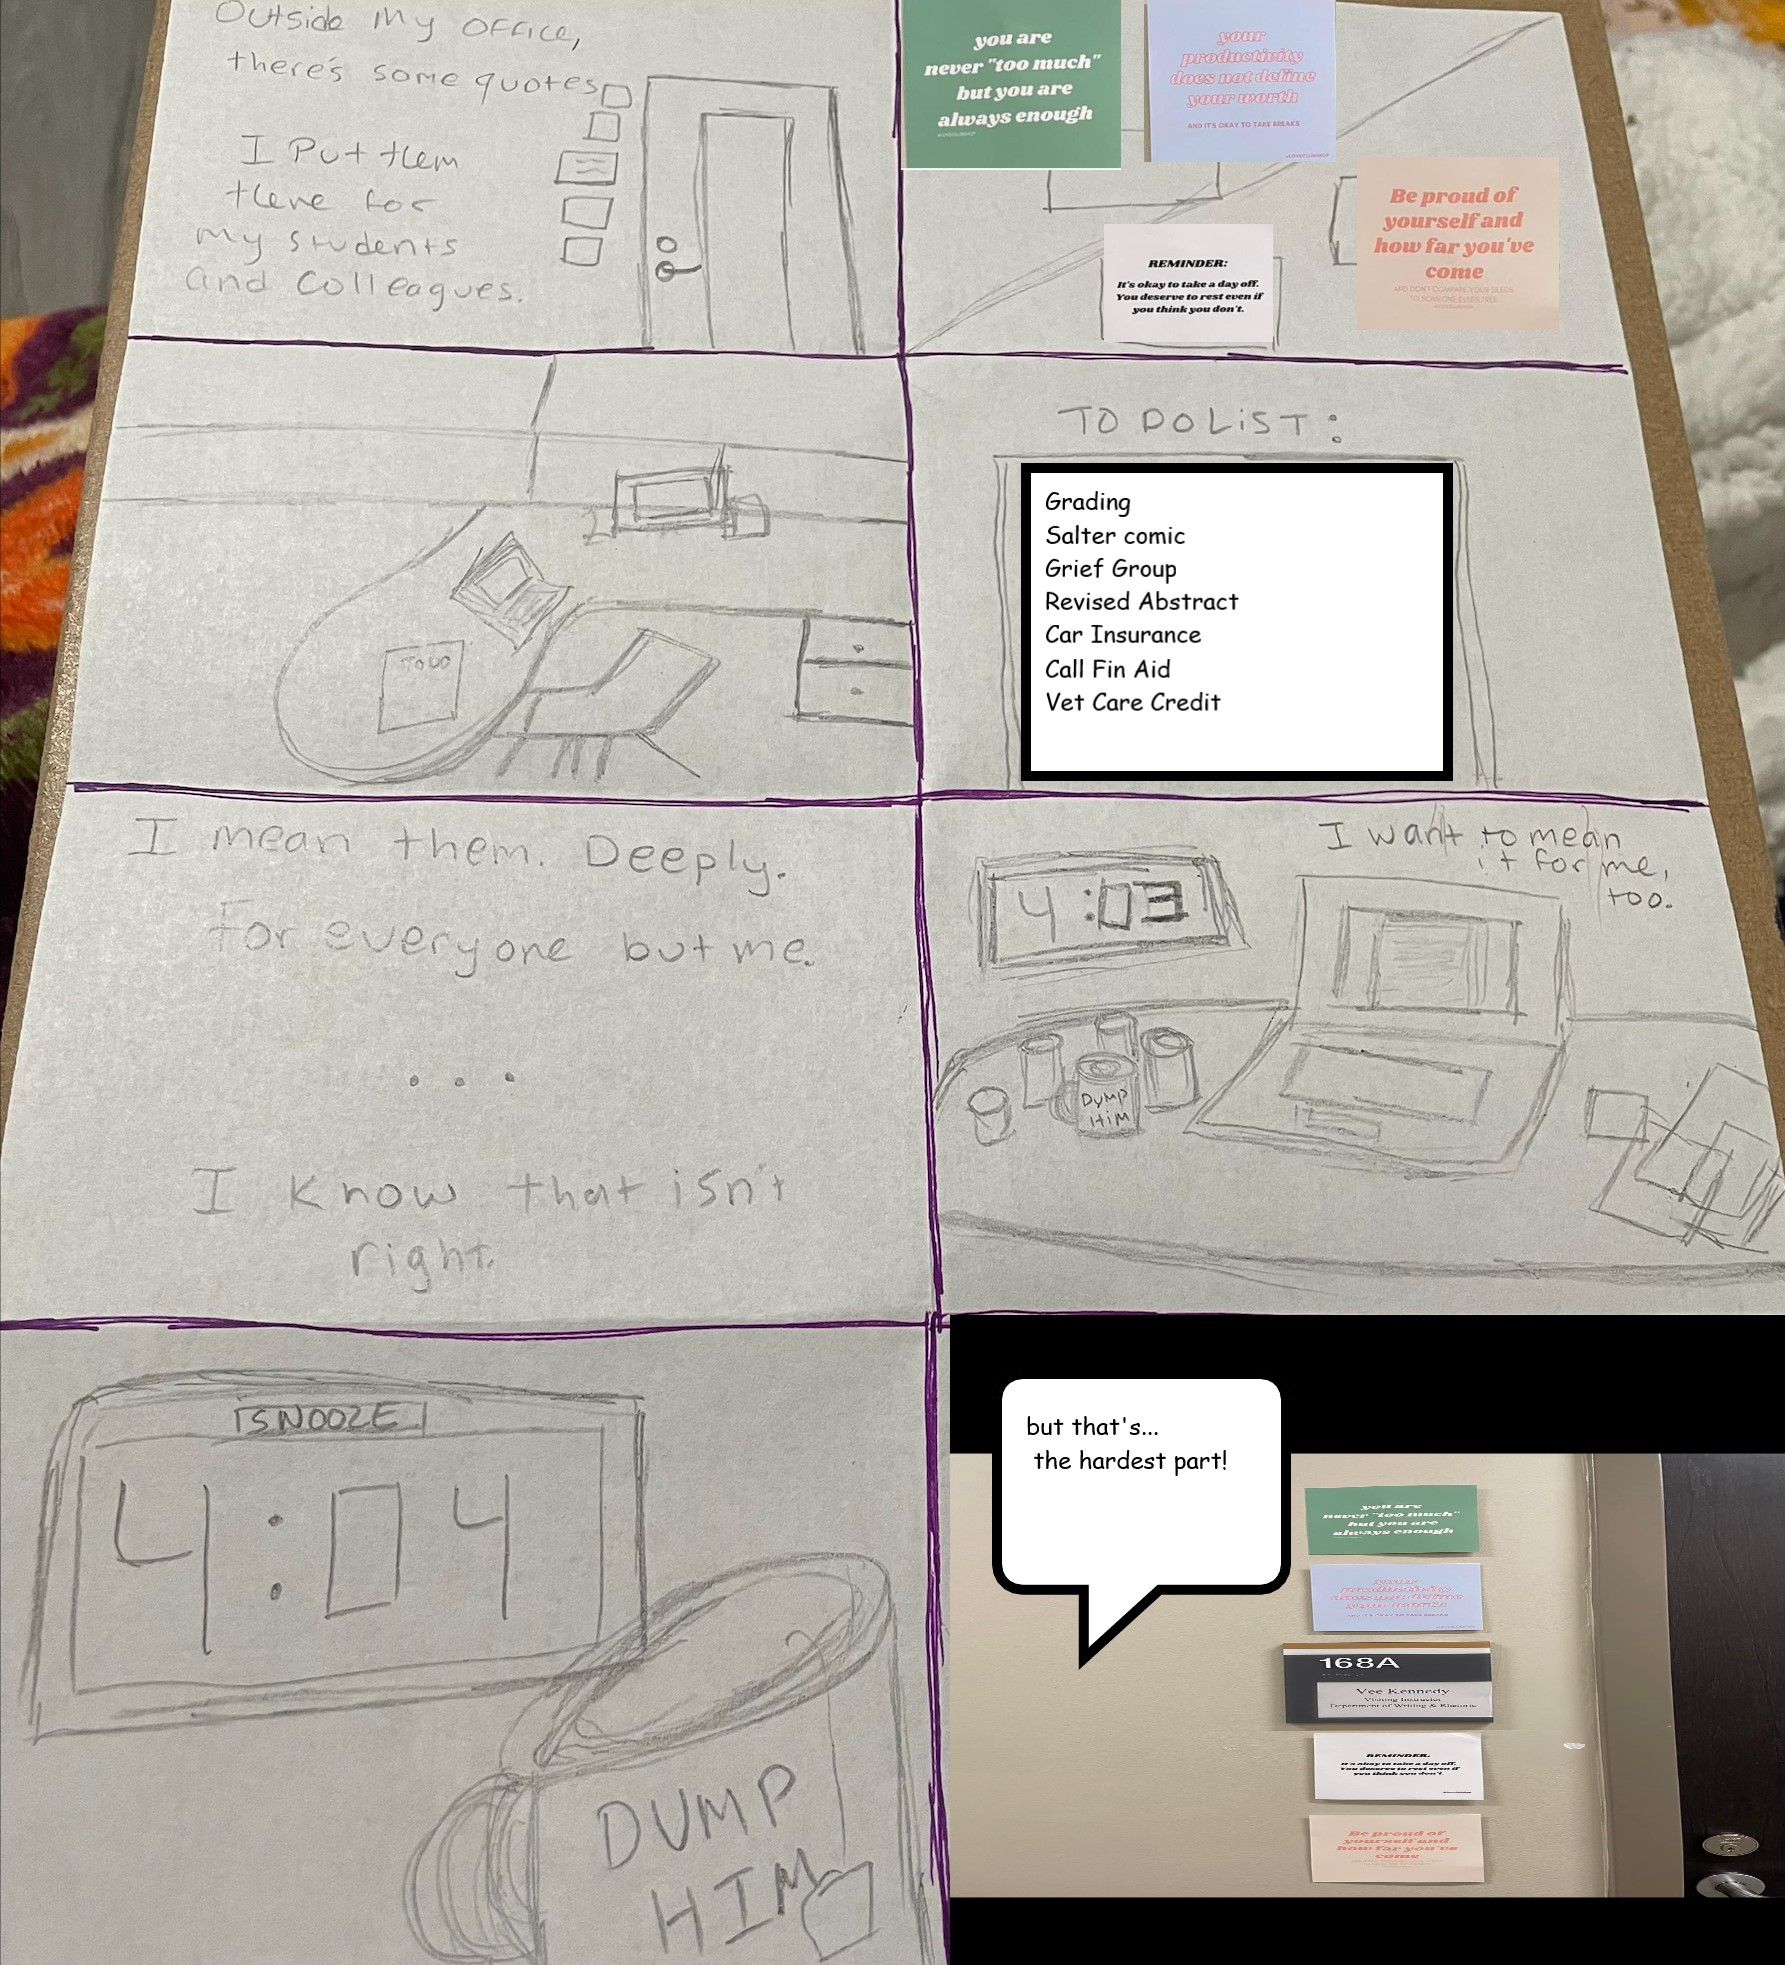 Outside My OFFice,
there's some quotes
I Put them
there for
my students
and Colleagues.
you are
never "too much"
but you are
always enough
your
productivity
does not define
your worth
AND IT'S OKAY TO TAKE BREAKS
Be proud of
yourself and
how far you've
come
AND DON'T COMPARE YOUR SEEDS
TO SOMEONE ELSES TREE
REMINDER:
It's okay to take a day off.
You deserve to rest even if
you think you don't.
TODO
TO DO LiST:
Grading
Salter comic
Grief Group
Revised Abstract
Car Insurance
Call Fin Aid
Vet Care Credit
I mean them. Deeply.
For everyone but me.
...
I know that isn't
right.
I want to mean
it for me,
too.
4:03
DUMP
HiM
SNOOZE
4:04
DUMP
HIM
but that's...
the hardest part!
you are
never "too much"
but you are
always enough
your
productivity
does not define
your worth
AND IT'S OKAY TO TAKE BREAKS
168A
Vee Kennedy
Visiting Instructor
Department of Writing & Rhetoric
REMINDER:
It's okay to take a day off.
You deserve to rest even if
you think you don't.
Be proud of
yourself and
how far you've
come